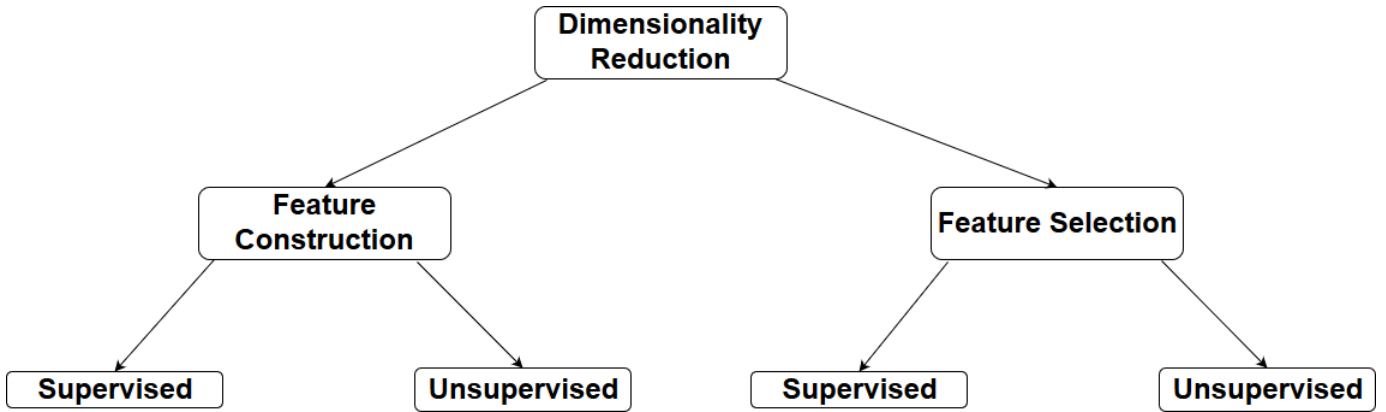 Dimensionality
Reduction
Feature
Construction
Feature Selection
Supervised
Unsupervised
Supervised
Unsupervised